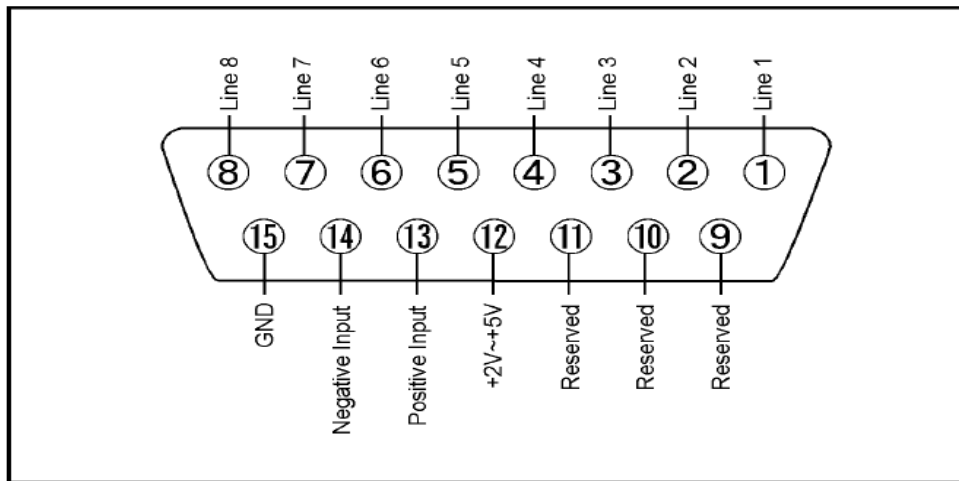 Line 8
Line 7
Line 6
Line 5
Line 4
Line 3
Line 2
Line 1
8
7
6
5
4
3
2
1
15
14
13
12
11
10
9
GND
Negative Input
Positive Input
+2V~+5V
Reserved
Reserved
Reserved